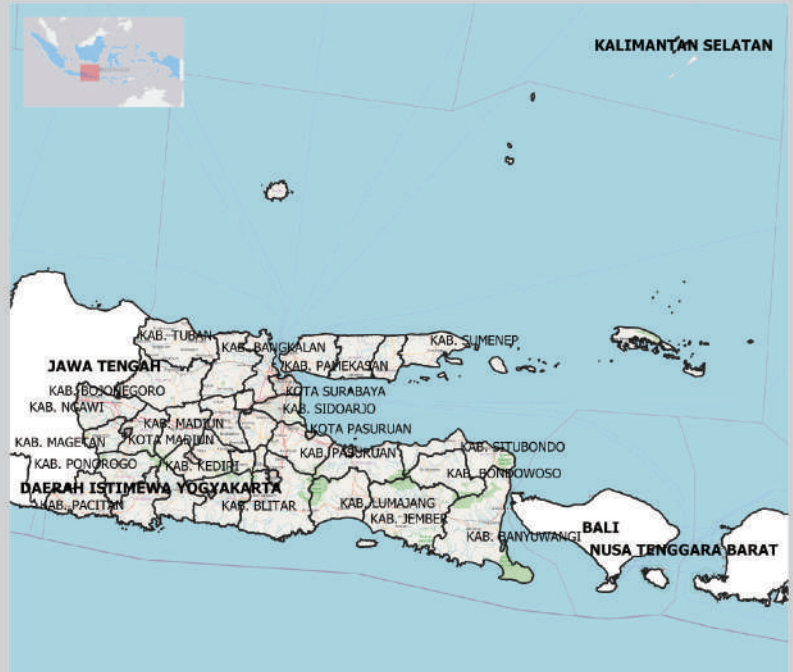 KALIMANTAN SELATAN
KAB. TUBAN
KAB. BANGKALAN
KAB. SUMENEP
JAWA TENGAH
KAB. PAMEKASAN
KAB. BOJONEGORO
KOTA SURABAYA
KAB. NGAWI
KAB. SIDOARJO
KAB. MADIUN
KOTA PASURUAN
KAB. MAGETAN
KOTA MADIUN
KAB. SITUBONDO
KAB. PASURUAN
KAB. PONOROGO
KAB. KEDIRI
KAB. BONDOWOSO
DAERAH ISTIMEWA YOGYAKARTA
KAB. PACITAN
KAB. BLITAR
KAB. LUMAJANG
KAB. JEMBER
BALI
KAB. BANYUWANGI
NUSA TENGGARA BARAT